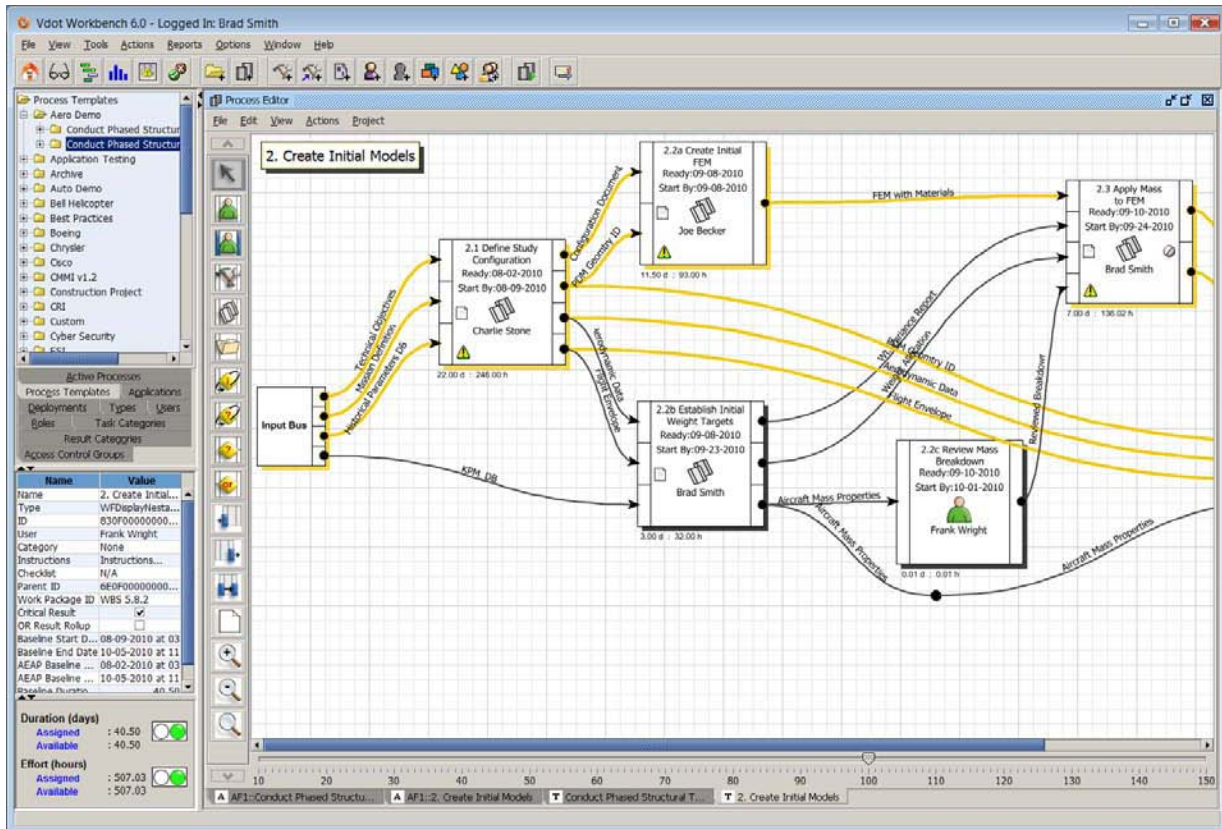 Vdot Workbench 6.0 - Logged In: Brad Smith
File View Tools Actions Reports Options Window Help
Process Templates
Aero Demo
Conduct Phased Structur
Conduct Phased Structur
Application Testing
Archive
Auto Demo
Bell Helicopter
Best Practices
Boeing
Chrysler
Cisco
CMMI v1.2
Construction Project
CRI
Custom
Cyber Security
Active Processes
Process Templates Applications
Deployments Types Users
Roles Task Categories
Result Categories
Access Control Groups
Name Value
Name 2. Create Initial...
Type WFDisplayNesta...
ID 830F00000000...
User Frank Wright
Category None
Instructions Instructions...
Checklist N/A
Parent ID 6E0F00000000...
Work Package ID WBS 5.8.2
Critical Result
OR Result Rollup
Baseline Start D... 08-09-2010 at 03
Baseline End Date 10-05-2010 at 11
AEAP Baseline ... 08-02-2010 at 03
AEAP Baseline ... 10-05-2010 at 11
Baseline Duratio 40.50
Duration (days)
Assigned : 40.50
Available : 40.50
Effort (hours)
Assigned : 507.03
Available : 507.03
Process Editor
File Edit View Actions Project
2. Create Initial Models
Input Bus
Technical Objectives
Mission Definition
Historical Parameters DB
KPM_DB
2.1 Define Study
Configuration
Ready:08-02-2010
Start By:08-09-2010
Charlie Stone
22.00 d : 246.00 h
Configuration Document
PDM Geomtry ID
2.2a Create Initial
FEM
Ready:09-08-2010
Start By:09-08-2010
Joe Becker
11.50 d : 93.00 h
FEM with Materials
Aerodynamic Data
Flight Envelope
2.2b Establish Initial
Weight Targets
Ready:09-08-2010
Start By:09-23-2010
Brad Smith
3.00 d : 32.00 h
Geomtry ID
Aerodynamic Data
Flight Envelope
Aircraft Mass Properties
Aircraft Mass Properties
Aircraft Mass Properties
2.2c Review Mass
Breakdown
Ready:09-10-2010
Start By:10-01-2010
Frank Wright
0.01 d : 0.01 h
Reviewed Breakdown
2.3 Apply Mass
to FEM
Ready:09-10-2010
Start By:09-24-2010
Brad Smith
7.00 d : 136.02 h
10 20 30 40 50 60 70 80 90 100 110 120 130 140 150
A AF1::Conduct Phased Structu... A AF1::2. Create Initial Models T Conduct Phased Structural T... T 2. Create Initial Models